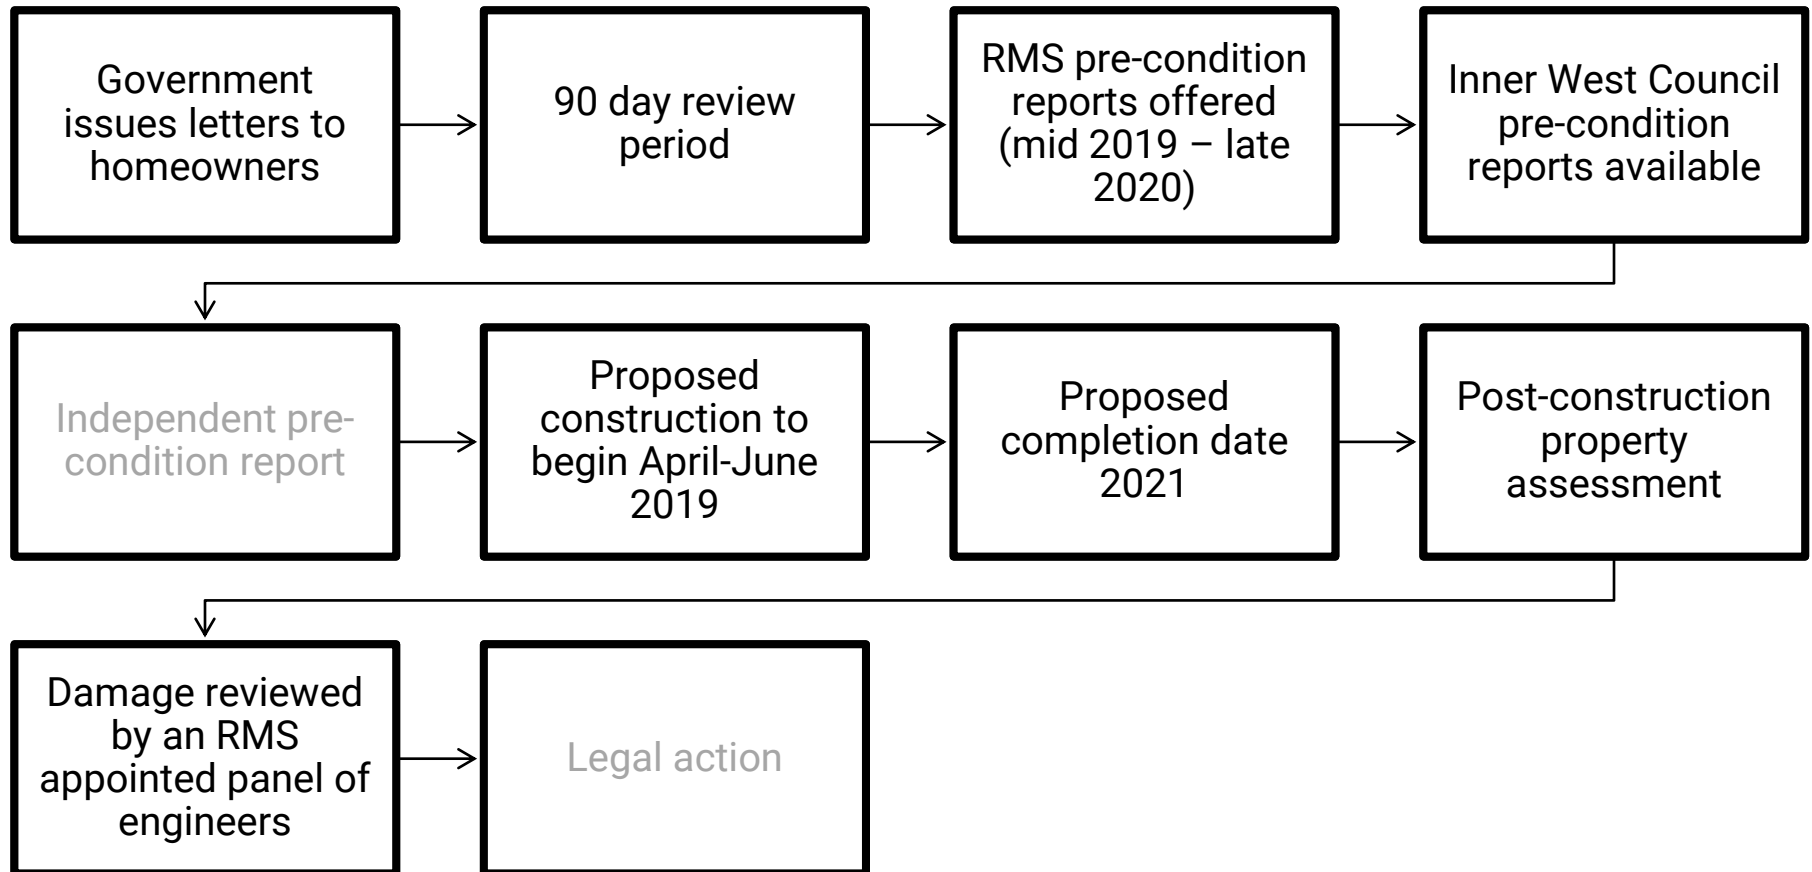 Government
issues letters to
homeowners
90 day review
period
RMS pre-condition
reports offered
(mid 2019 – late
2020)
Inner West Council
pre-condition
reports available
Independent pre-
condition report
Proposed
construction to
begin April-June
2019
Proposed
completion date
2021
Post-construction
property
assessment
Damage reviewed
by an RMS
appointed panel of
engineers
Legal action